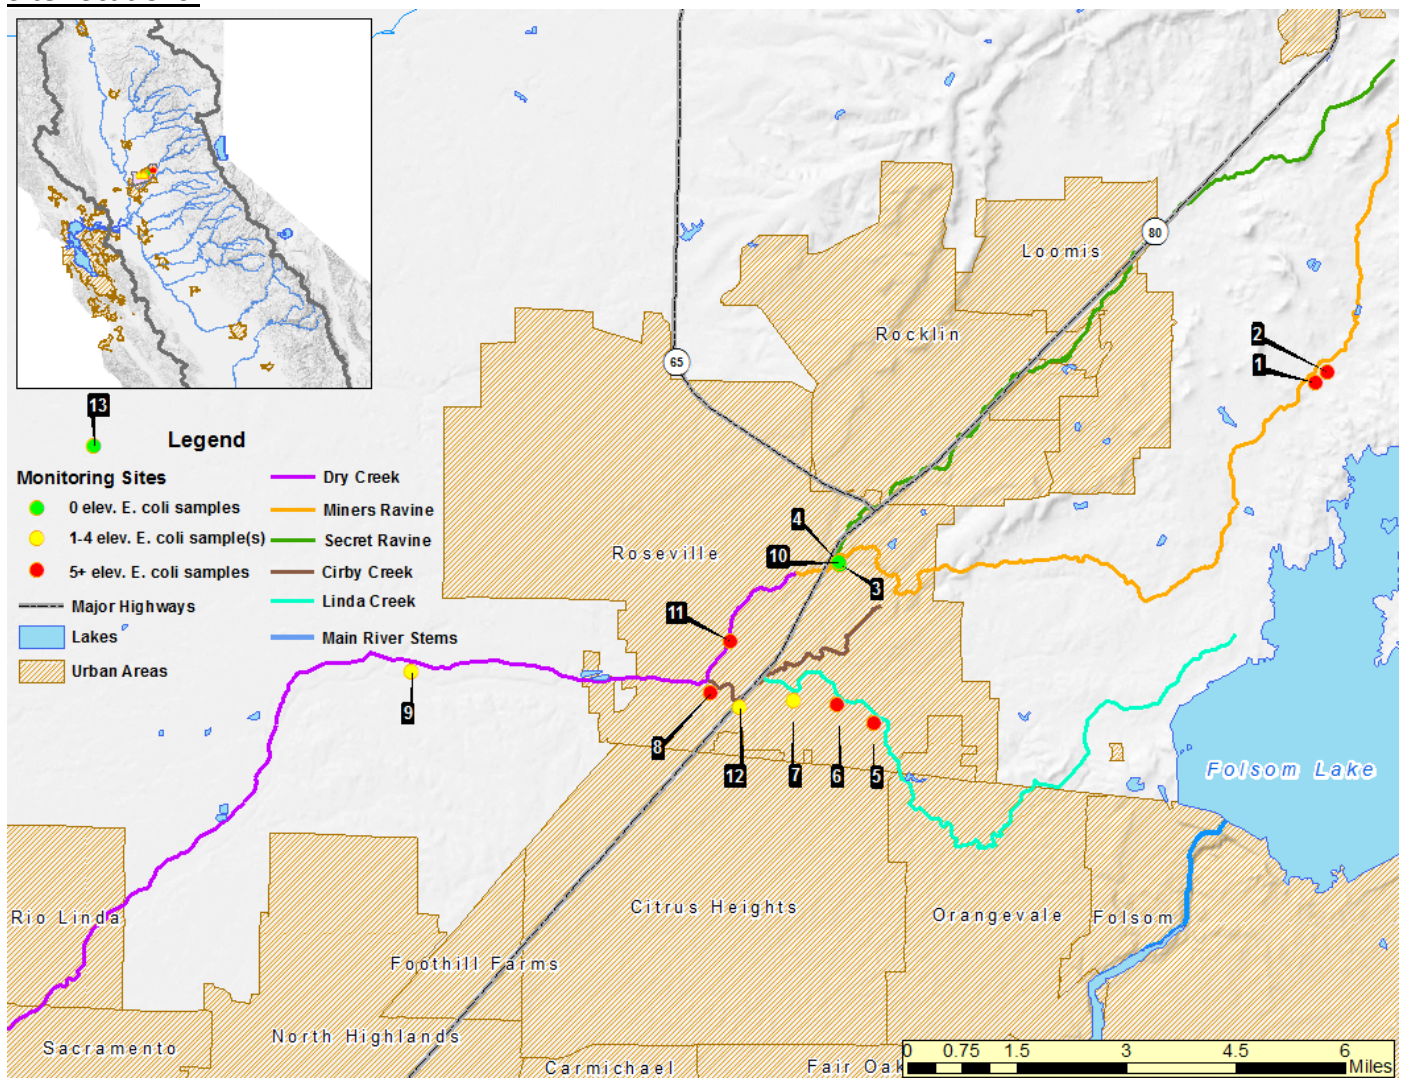 80
Loomis
Rocklin
2
1
65
13
Legend
Monitoring Sites
0 elev. E. coli samples
1-4 elev. E. coli sample(s)
5+ elev. E. coli samples
Major Highways
Lakes
Urban Areas
Dry Creek
Miners Ravine
Secret Ravine
Cirby Creek
Linda Creek
Main River Stems
4
Roseville
10
3
11
9
8
12
7
6
5
Folsom Lake
Rio Linda
Citrus Heights
Orangevale
Folsom
Foothill Farms
North Highlands
Sacramento
Carmichael
Fair Oak
0 0.75 1.5 3 4.5 6
Miles